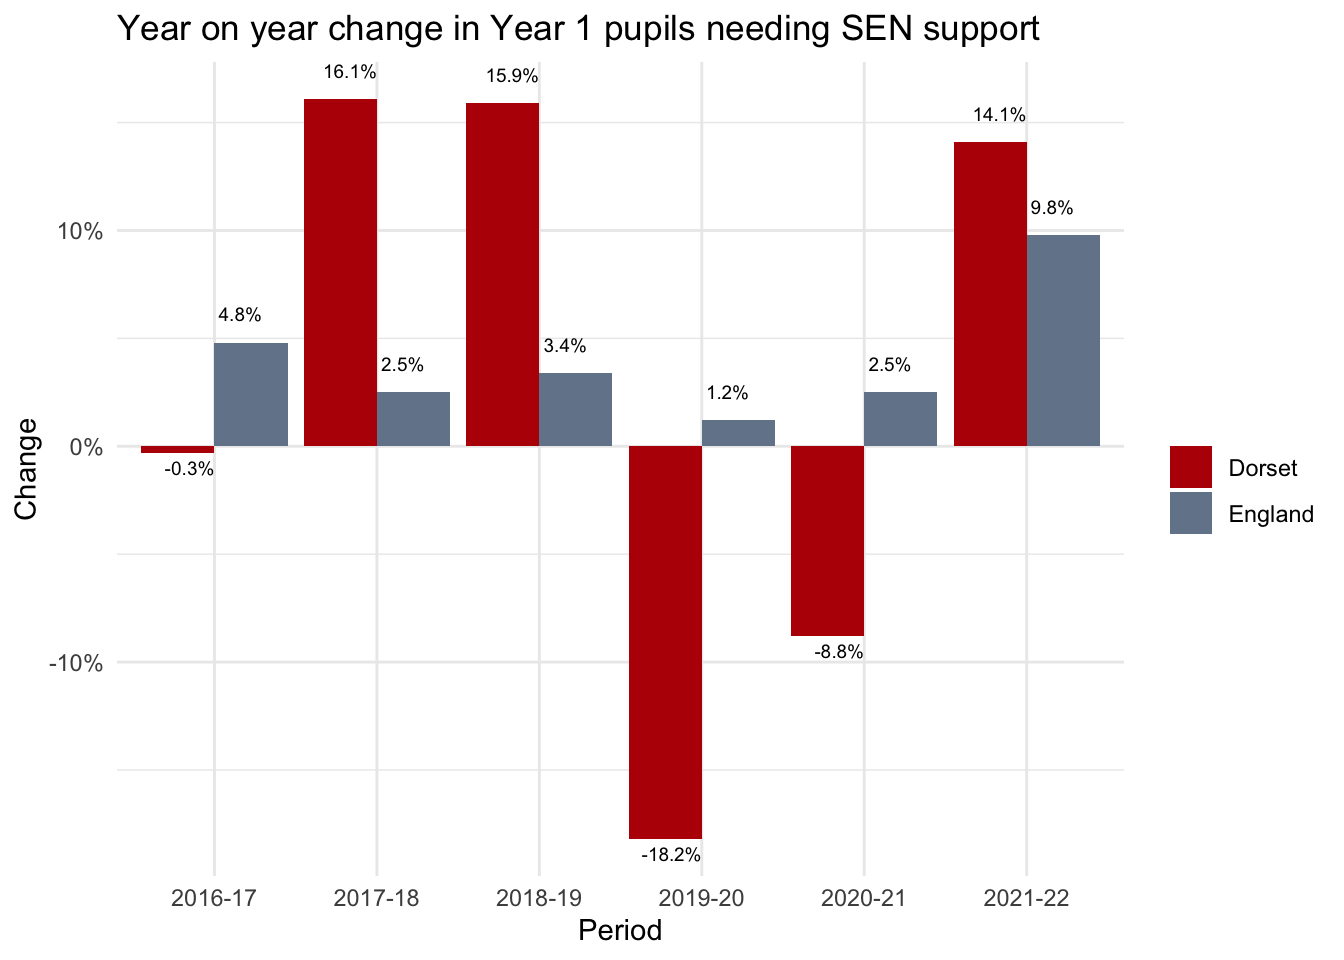 Year on year change in Year 1 pupils needing SEN support
16.1%
15.9%
14.1%
9.8%
10%
4.8%
2.5%
3.4%
1.2%
2.5%
0%
-0.3%
-8.8%
-10%
-18.2%
Change
Dorset
England
2016-17 2017-18 2018-19 2019-20 2020-21 2021-22
Period